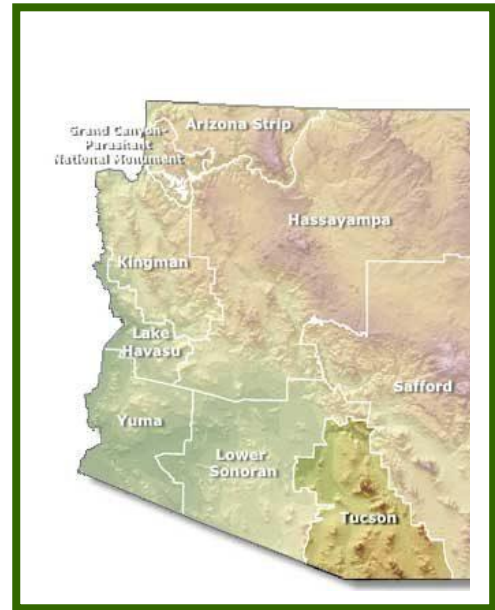 Arizona Strip
Grand Canyon-
Parashant
National Monument
Hassayampa
Kingman
Lake
Havasu
Safford
Yuma
Lower
Sonoran
Tucson